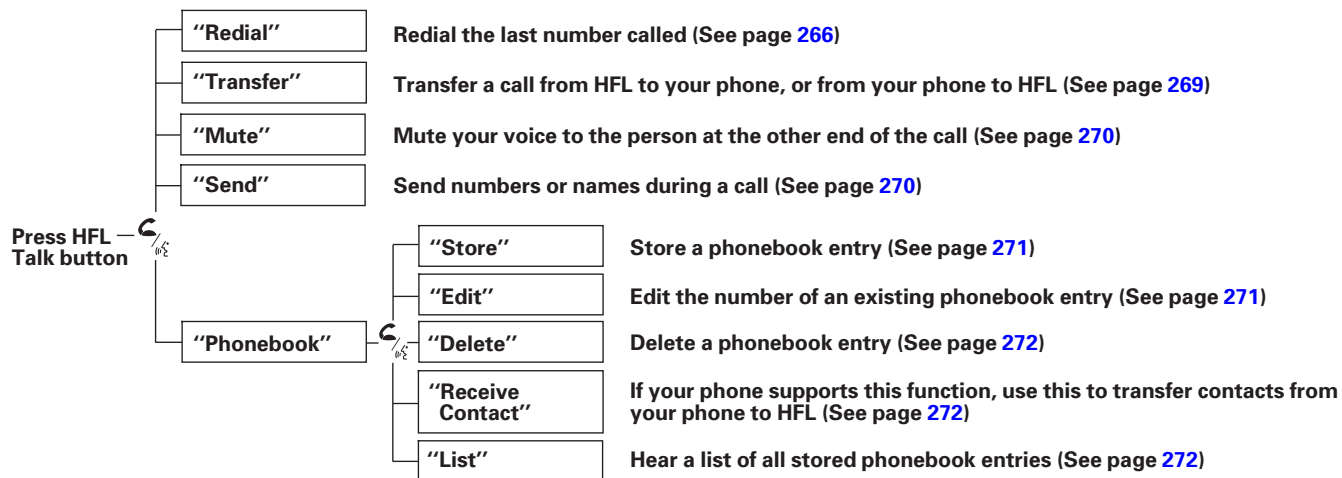 "Redial" Redial the last number called (See page 266)
"Transfer" Transfer a call from HFL to your phone, or from your phone to HFL (See page 269)
"Mute" Mute your voice to the person at the other end of the call (See page 270)
"Send" Send numbers or names during a call (See page 270)
Press HFL
Talk button
"Phonebook"
"Store" Store a phonebook entry (See page 271)
"Edit" Edit the number of an existing phonebook entry (See page 271)
"Delete" Delete a phonebook entry (See page 272)
"Receive
Contact"
If your phone supports this function, use this to transfer contacts from
your phone to HFL (See page 272)
"List" Hear a list of all stored phonebook entries (See page 272)